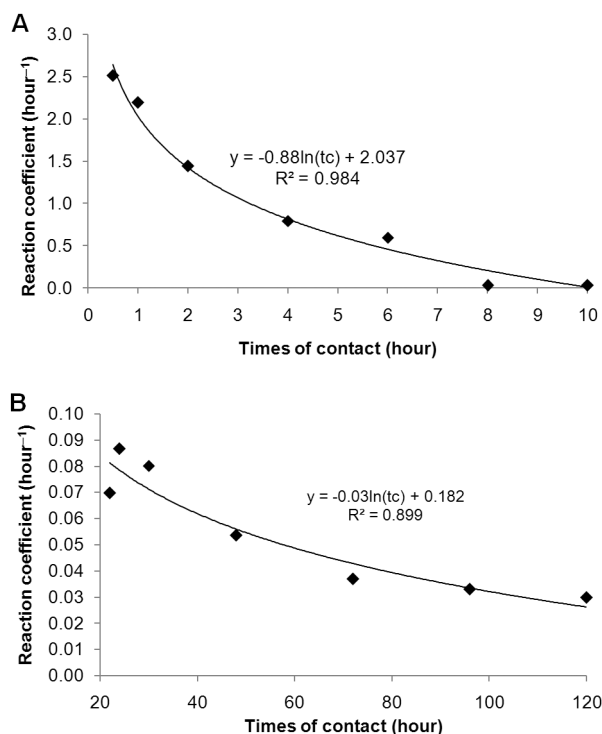 A
Reaction coefficient (hour⁻¹)
3.0
2.5
2.0
1.5
1.0
0.5
0.0
y = -0.88ln(tc) + 2.037
R² = 0.984
0 1 2 3 4 5 6 7 8 9 10
Times of contact (hour)
B
Reaction coefficient (hour⁻¹)
0.10
0.09
0.08
0.07
0.06
0.05
0.04
0.03
0.02
0.01
0.00
y = -0.03ln(tc) + 0.182
R² = 0.899
20 40 60 80 100 120
Times of contact (hour)